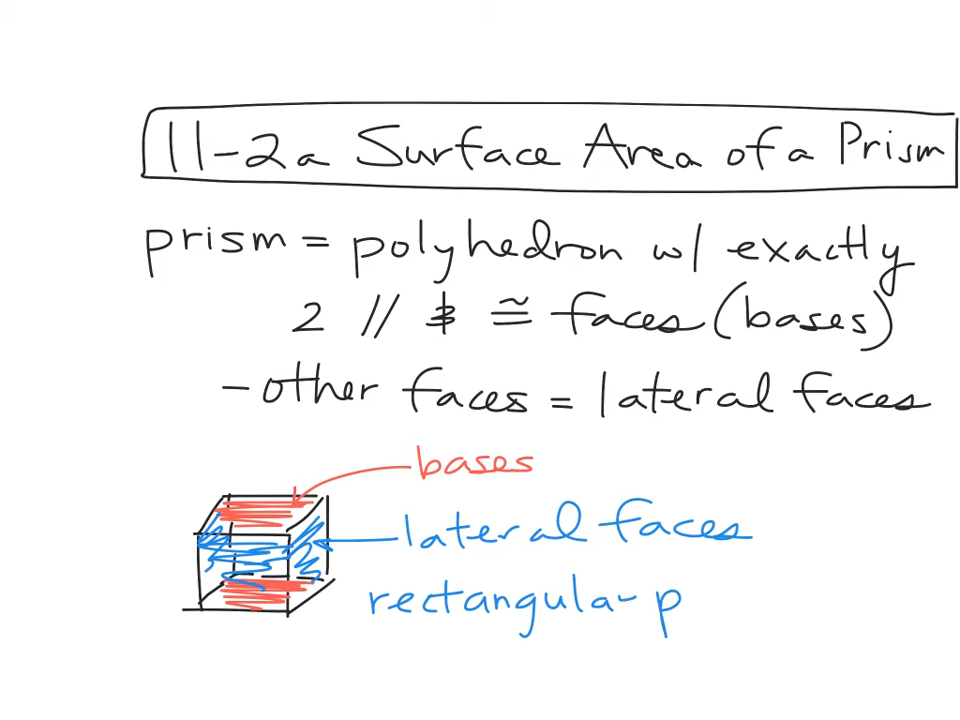 11-2a Surface Area of a Prism
prism = polyhedron w/ exactly
2 // & ≅ faces (bases)
- other faces = lateral faces
bases
lateral faces
rectangular p